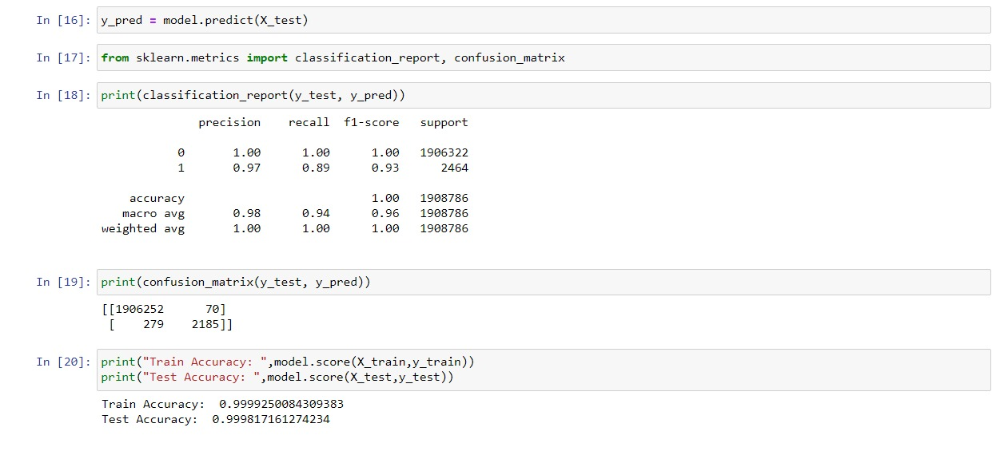 In [16]: y_pred = model.predict(X_test)
In [17]: from sklearn.metrics import classification_report, confusion_matrix
In [18]: print(classification_report(y_test, y_pred))
precision recall f1-score support
0 1.00 1.00 1.00 1906322
1 0.97 0.89 0.93 2464
accuracy 1.00 1908786
macro avg 0.98 0.94 0.96 1908786
weighted avg 1.00 1.00 1.00 1908786
In [19]: print(confusion_matrix(y_test, y_pred))
[[1906252 70]
[ 279 2185]]
In [20]: print("Train Accuracy: ",model.score(X_train,y_train))
print("Test Accuracy: ",model.score(X_test,y_test))
Train Accuracy: 0.9999250084309383
Test Accuracy: 0.999817161274234